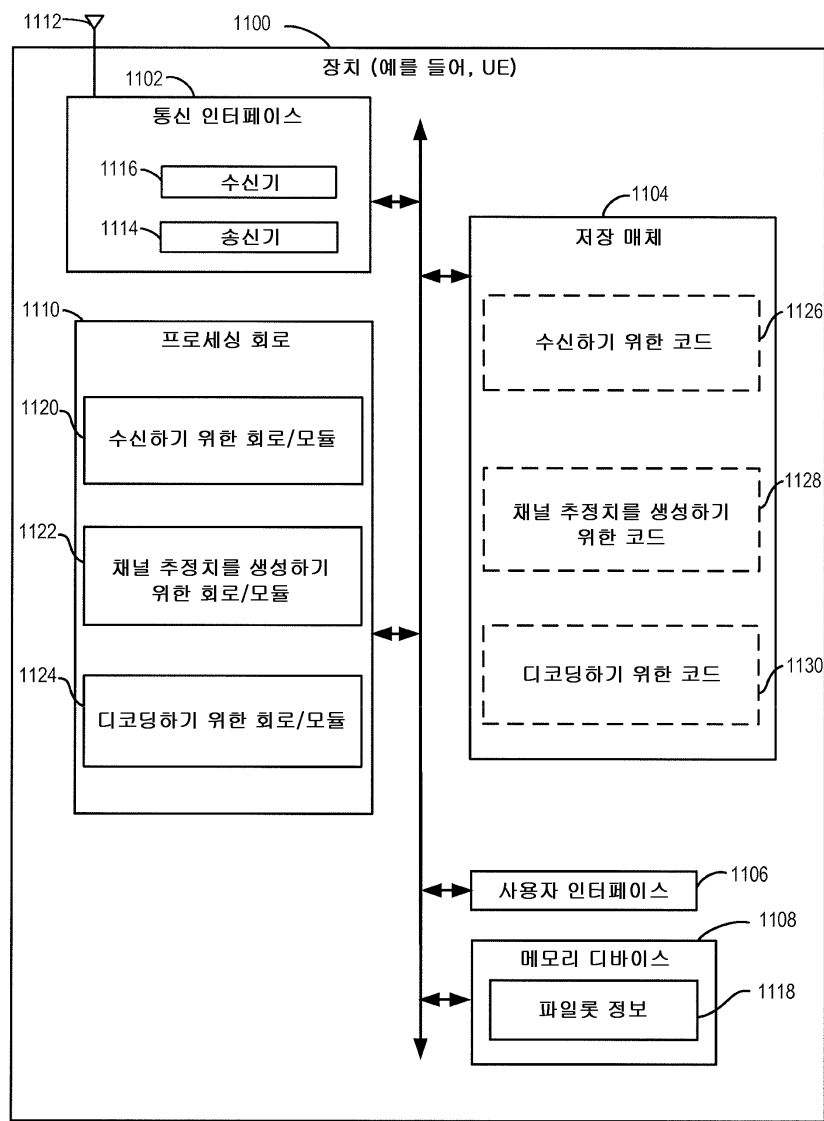 1112
1100
장치 (예를 들어, UE)
1102
통신 인터페이스
1116
수신기
1114
송신기
1104
저장 매체
1126
수신하기 위한 코드
1128
채널 추정치를 생성하기
위한 코드
1130
디코딩하기 위한 코드
1110
프로세싱 회로
1120
수신하기 위한 회로/모듈
1122
채널 추정치를 생성하기
위한 회로/모듈
1124
디코딩하기 위한 회로/모듈
1106
사용자 인터페이스
1108
메모리 디바이스
1118
파일롯 정보